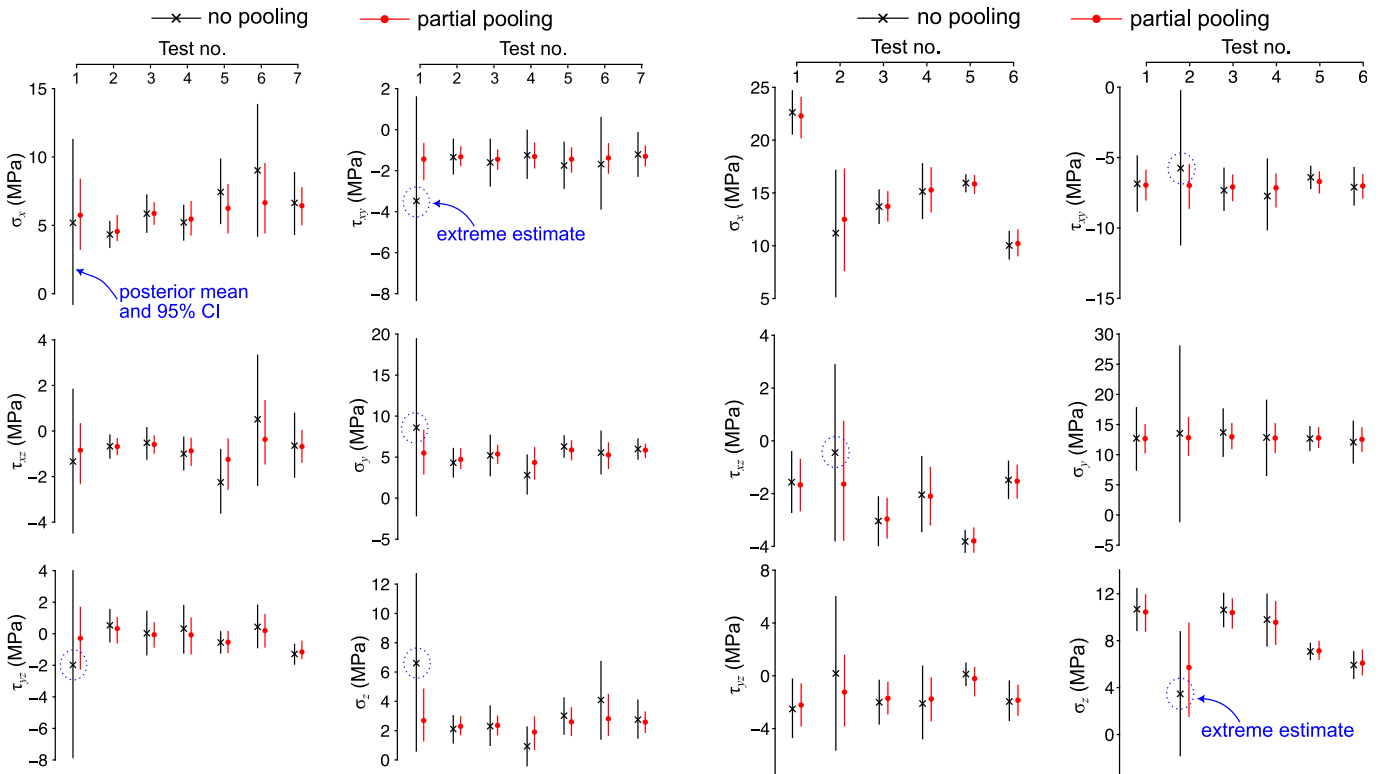 no pooling partial pooling
Test no.
1 2 3 4 5 6 7
1 2 3 4 5 6 7
15
10
5
0
σx (MPa)
posterior mean
and 95% CI
2
0
−2
−4
−6
−8
τxy (MPa)
extreme estimate
4
2
0
−2
−4
τxz (MPa)
20
15
10
5
0
−5
σy (MPa)
4
2
0
−2
−4
−6
−8
τyz (MPa)
12
10
8
6
4
2
0
σz (MPa)
no pooling partial pooling
Test no. Test no.
1 2 3 4 5 6
1 2 3 4 5 6
25
20
15
10
5
σx (MPa)
0
−5
−10
−15
τxy (MPa)
4
2
0
−2
−4
τxz (MPa)
30
25
20
15
10
5
0
−5
σy (MPa)
8
4
0
−4
τyz (MPa)
12
8
4
0
σz (MPa)
extreme estimate